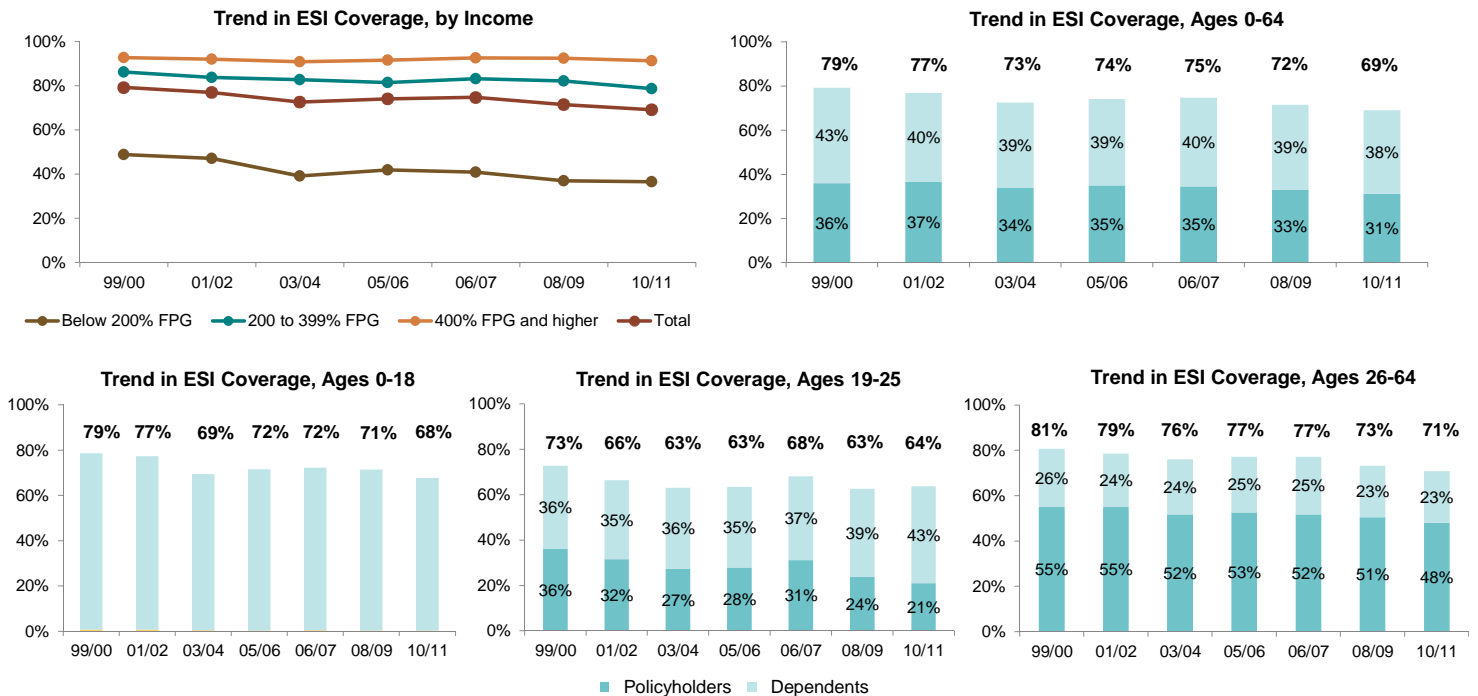 Trend in ESI Coverage, by Income
100%
80%
60%
40%
20%
0%
99/00 01/02 03/04 05/06 06/07 08/09 10/11
Below 200% FPG 200 to 399% FPG 400% FPG and higher Total
Trend in ESI Coverage, Ages 0-64
100%
80%
60%
40%
20%
0%
79% 77% 73% 74% 75% 72% 69%
43% 40% 39% 39% 40% 39% 38%
36% 37% 34% 35% 35% 33% 31%
99/00 01/02 03/04 05/06 06/07 08/09 10/11
Trend in ESI Coverage, Ages 0-18
100%
80%
60%
40%
20%
0%
79% 77% 69% 72% 72% 71% 68%
99/00 01/02 03/04 05/06 06/07 08/09 10/11
Trend in ESI Coverage, Ages 19-25
100%
80%
60%
40%
20%
0%
73% 66% 63% 63% 68% 63% 64%
36% 35% 36% 35% 37% 39% 43%
36% 32% 27% 28% 31% 24% 21%
99/00 01/02 03/04 05/06 06/07 08/09 10/11
Trend in ESI Coverage, Ages 26-64
100%
80%
60%
40%
20%
0%
81% 79% 76% 77% 77% 73% 71%
26% 24% 24% 25% 25% 23% 23%
55% 55% 52% 53% 52% 51% 48%
99/00 01/02 03/04 05/06 06/07 08/09 10/11
Policyholders Dependents